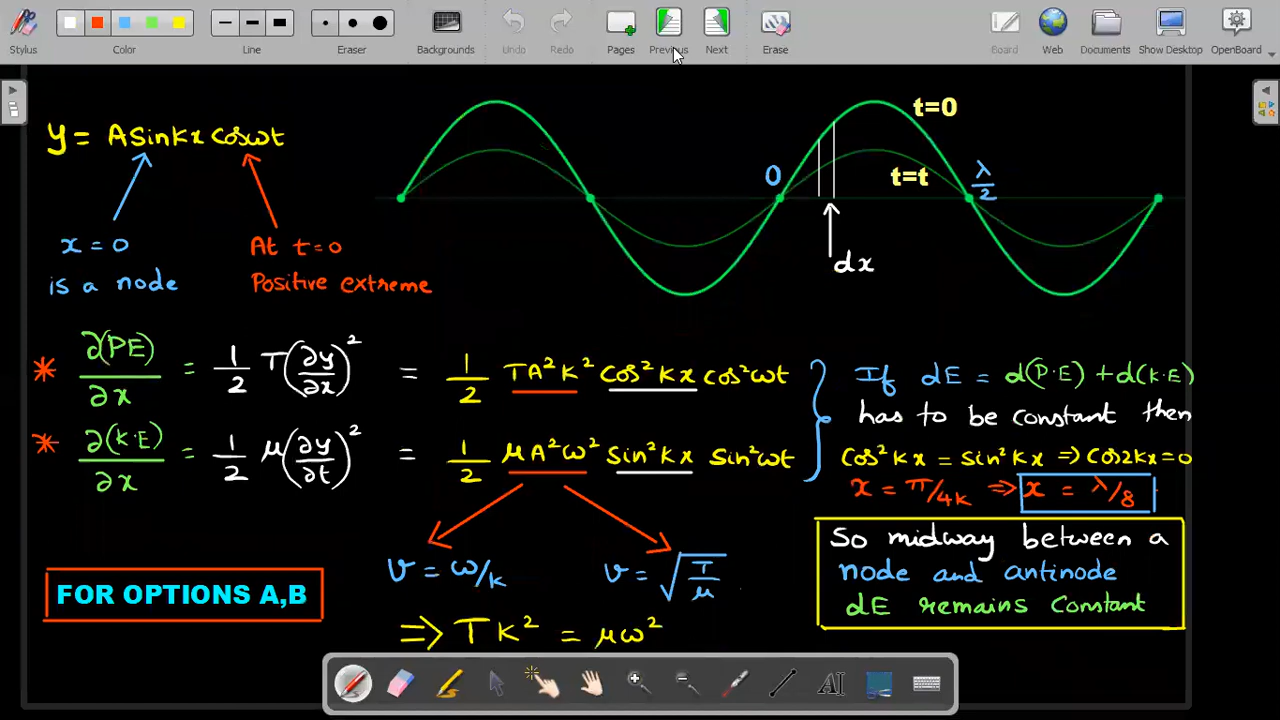 Stylus Color Line Eraser Backgrounds Undo Redo Pages Previous Next Erase Board Web Documents Show Desktop OpenBoard
y = A Sin Kx Cos ωt
x = 0
is a node
At t = 0
Positive extreme
t=0
0
t=t
λ/2
dx
* ∂(PE)/∂x = 1/2 T(∂y/∂x)² = 1/2 TA²K² Cos²Kx Cos²ωt
* ∂(K·E)/∂x = 1/2 μ(∂y/∂t)² = 1/2 μA²ω² Sin²Kx Sin²ωt
If dE = d(P·E) + d(K·E)
has to be constant then
Cos²Kx = Sin²Kx ⇒ Cos2Kx = 0
x = π/4K ⇒ x = λ/8
So midway between a
node and antinode
dE remains Constant
FOR OPTIONS A,B
v = ω/K
v = √(T/μ)
⇒ TK² = μω²
AI